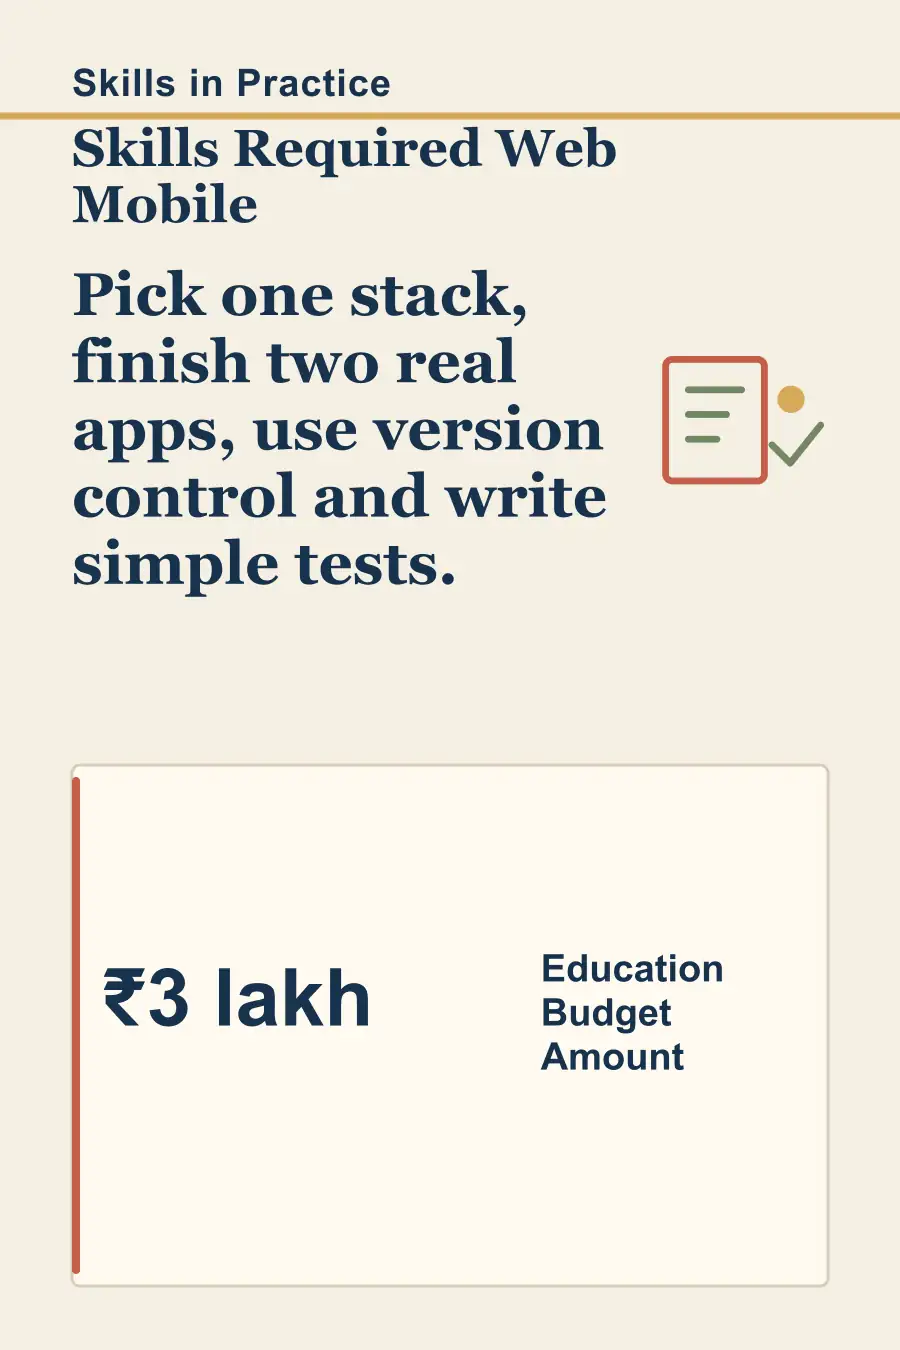 Skills in Practice
Skills Required Web
Mobile
Pick one stack,
finish two real
apps, use version
control and write
simple tests.
₹3 lakh
Education
Budget
Amount